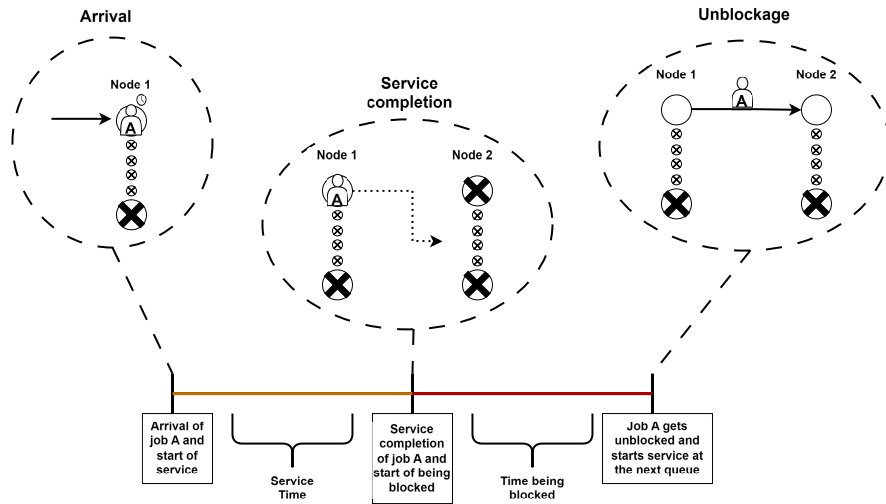 Arrival
Node 1
A
Service
completion
Node 1
Node 2
A
Unblockage
Node 1
Node 2
A
Arrival of
job A and
start of
service
Service
Time
Service
completion
of job A and
start of being
blocked
Time being
blocked
Job A gets
unblocked and
starts service at
the next queue